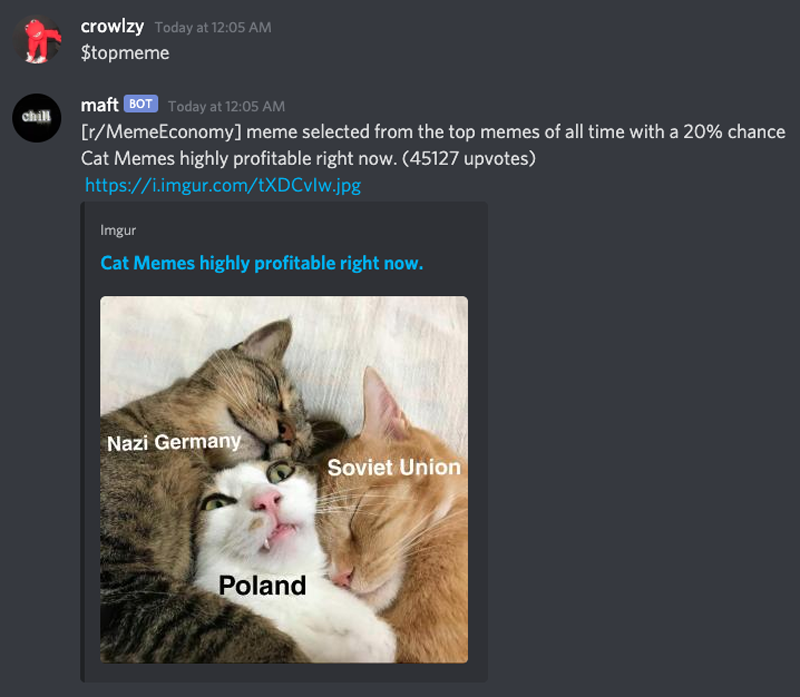 crowlzy Today at 12:05 AM
$topmeme
chill
maft BOT Today at 12:05 AM
[r/MemeEconomy] meme selected from the top memes of all time with a 20% chance
Cat Memes highly profitable right now. (45127 upvotes)
https://i.imgur.com/tXDCvIw.jpg
Imgur
Cat Memes highly profitable right now.
Nazi Germany
Soviet Union
Poland